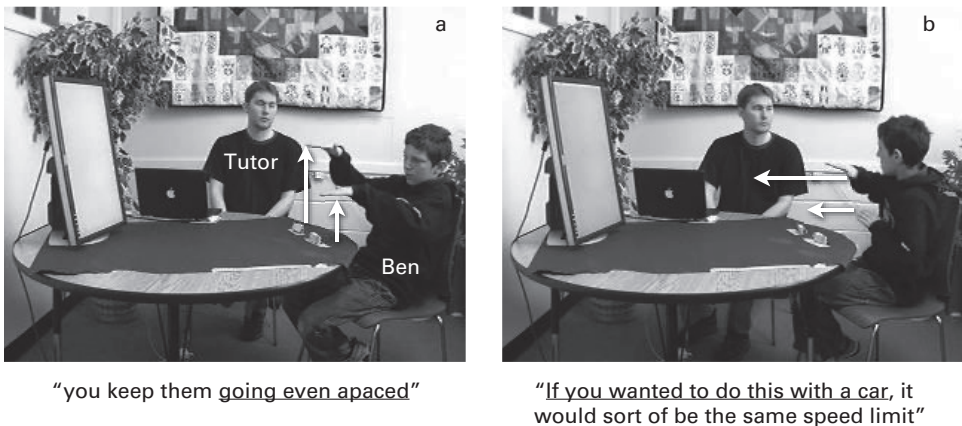 a
b
Tutor
Ben
“you keep them going even apaced”
“If you wanted to do this with a car, it
would sort of be the same speed limit”